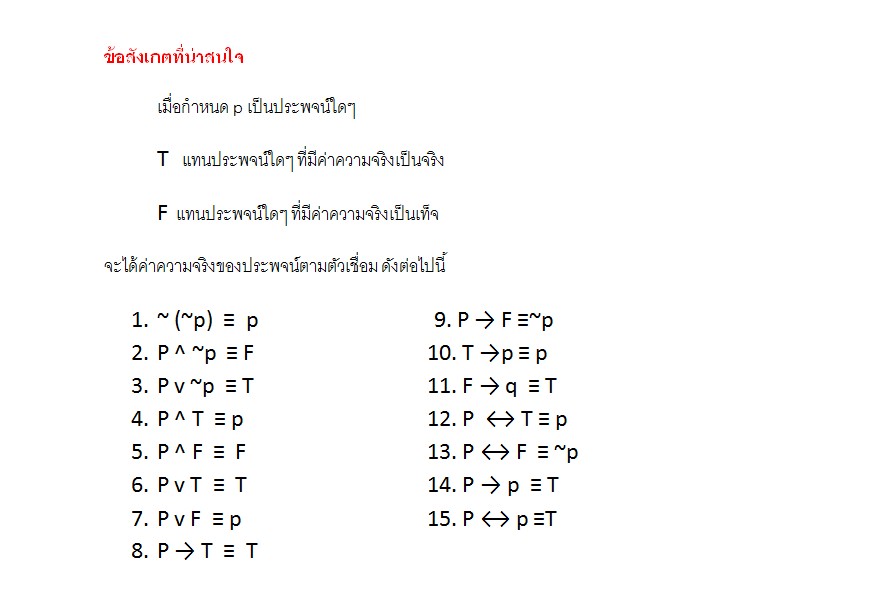 ข้อสังเกตที่น่าสนใจ
เมื่อกำหนด p เป็นประพจน์ใดๆ
T แทนประพจน์ใดๆ ที่มีค่าความจริงเป็นจริง
F แทนประพจน์ใดๆ ที่มีค่าความจริงเป็นเท็จ
จะได้ค่าความจริงของประพจน์ตามตัวเชื่อม ดังต่อไปนี้
1. ~ (~p) ≡ p
2. P ^ ~p ≡ F
3. P v ~p ≡ T
4. P ^ T ≡ p
5. P ^ F ≡ F
6. P v T ≡ T
7. P v F ≡ p
8. P → T ≡ T
9. P → F ≡~p
10. T →p ≡ p
11. F → q ≡ T
12. P ↔ T ≡ p
13. P ↔ F ≡ ~p
14. P → p ≡ T
15. P ↔ p ≡T